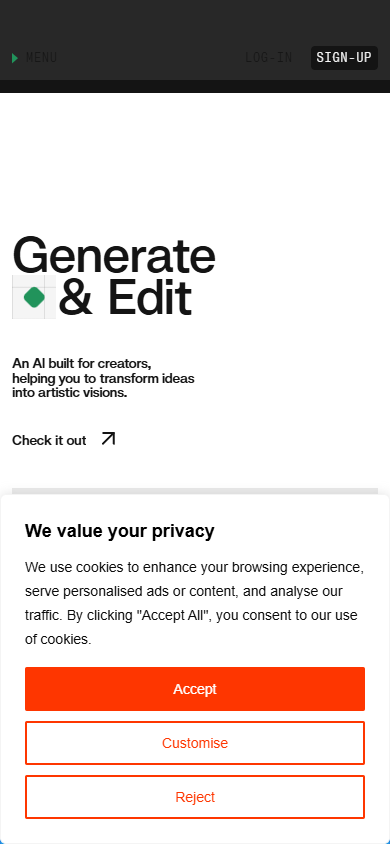 MENU
LOG-IN
SIGN-UP
Generate
& Edit
An AI built for creators,
helping you to transform ideas
into artistic visions.
Check it out
We value your privacy
We use cookies to enhance your browsing experience,
serve personalised ads or content, and analyse our
traffic. By clicking "Accept All", you consent to our use
of cookies.
Accept
Customise
Reject